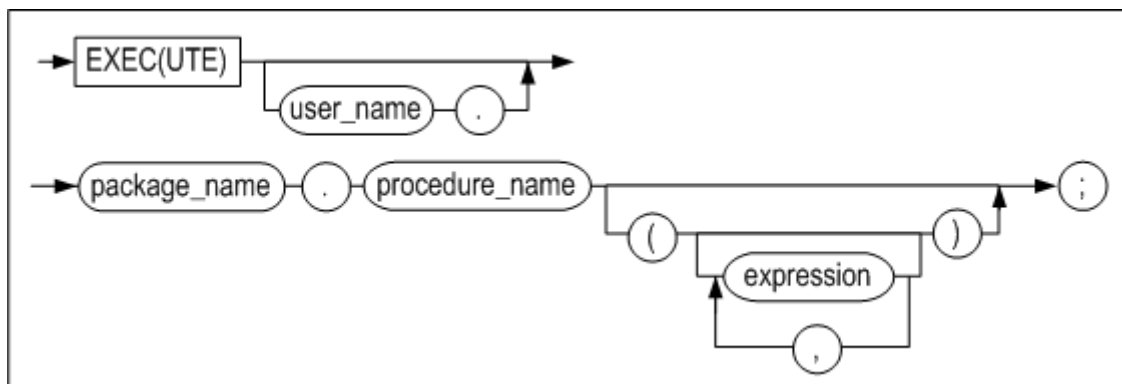 EXEC(UTE)
user_name .
package_name . procedure_name ;
( )
expression
,